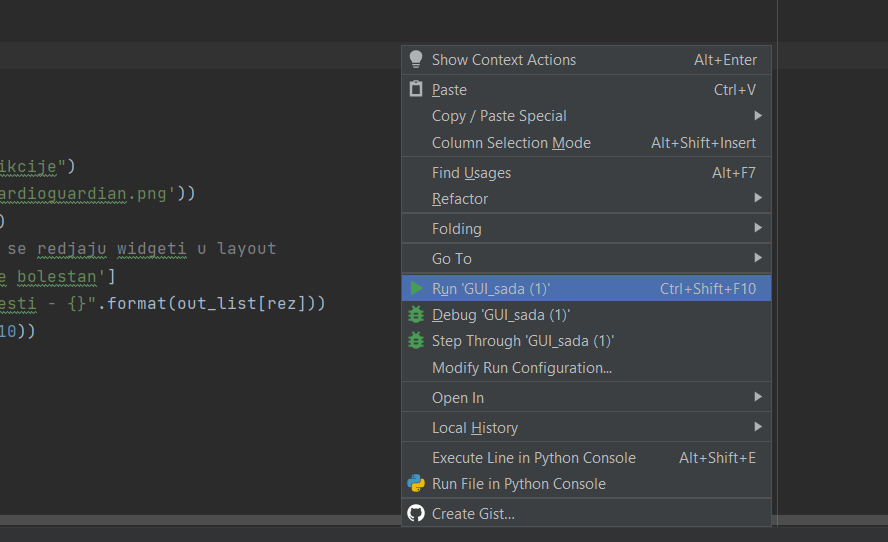 Show Context Actions Alt+Enter
Paste Ctrl+V
Copy / Paste Special
Column Selection Mode Alt+Shift+Insert
ikcije")
Find Usages Alt+F7
ardioguardian.png'))
Refactor
)
Folding
se redjaju widgeti u layout
Go To
e bolestan']
Run 'GUI_sada (1)' Ctrl+Shift+F10
esti - {}".format(out_list[rez]))
Debug 'GUI_sada (1)'
10))
Step Through 'GUI_sada (1)'
Modify Run Configuration...
Open In
Local History
Execute Line in Python Console Alt+Shift+E
Run File in Python Console
Create Gist...